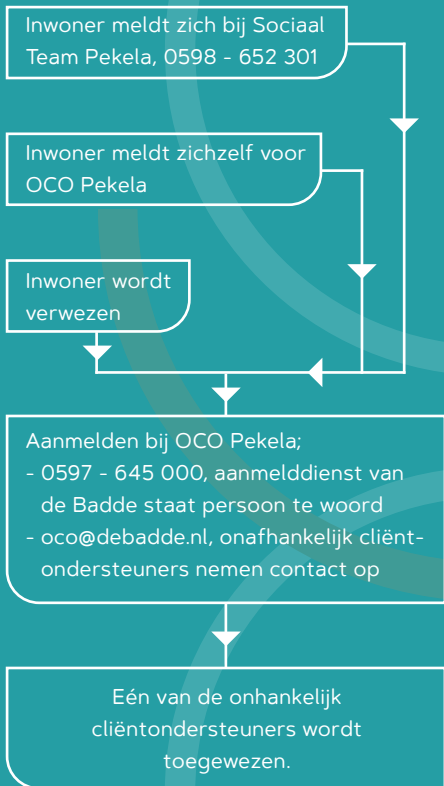 Inwoner meldt zich bij Sociaal
Team Pekela, 0598 - 652 301
Inwoner meldt zichzelf voor
OCO Pekela
Inwoner wordt
verwezen
Aanmelden bij OCO Pekela;
- 0597 - 645 000, aanmelddienst van
de Badde staat persoon te woord
- oco@debadde.nl, onafhankelijk cliënt-
ondersteuners nemen contact op
Eén van de onhankelijk
cliëntondersteuners wordt
toegewezen.